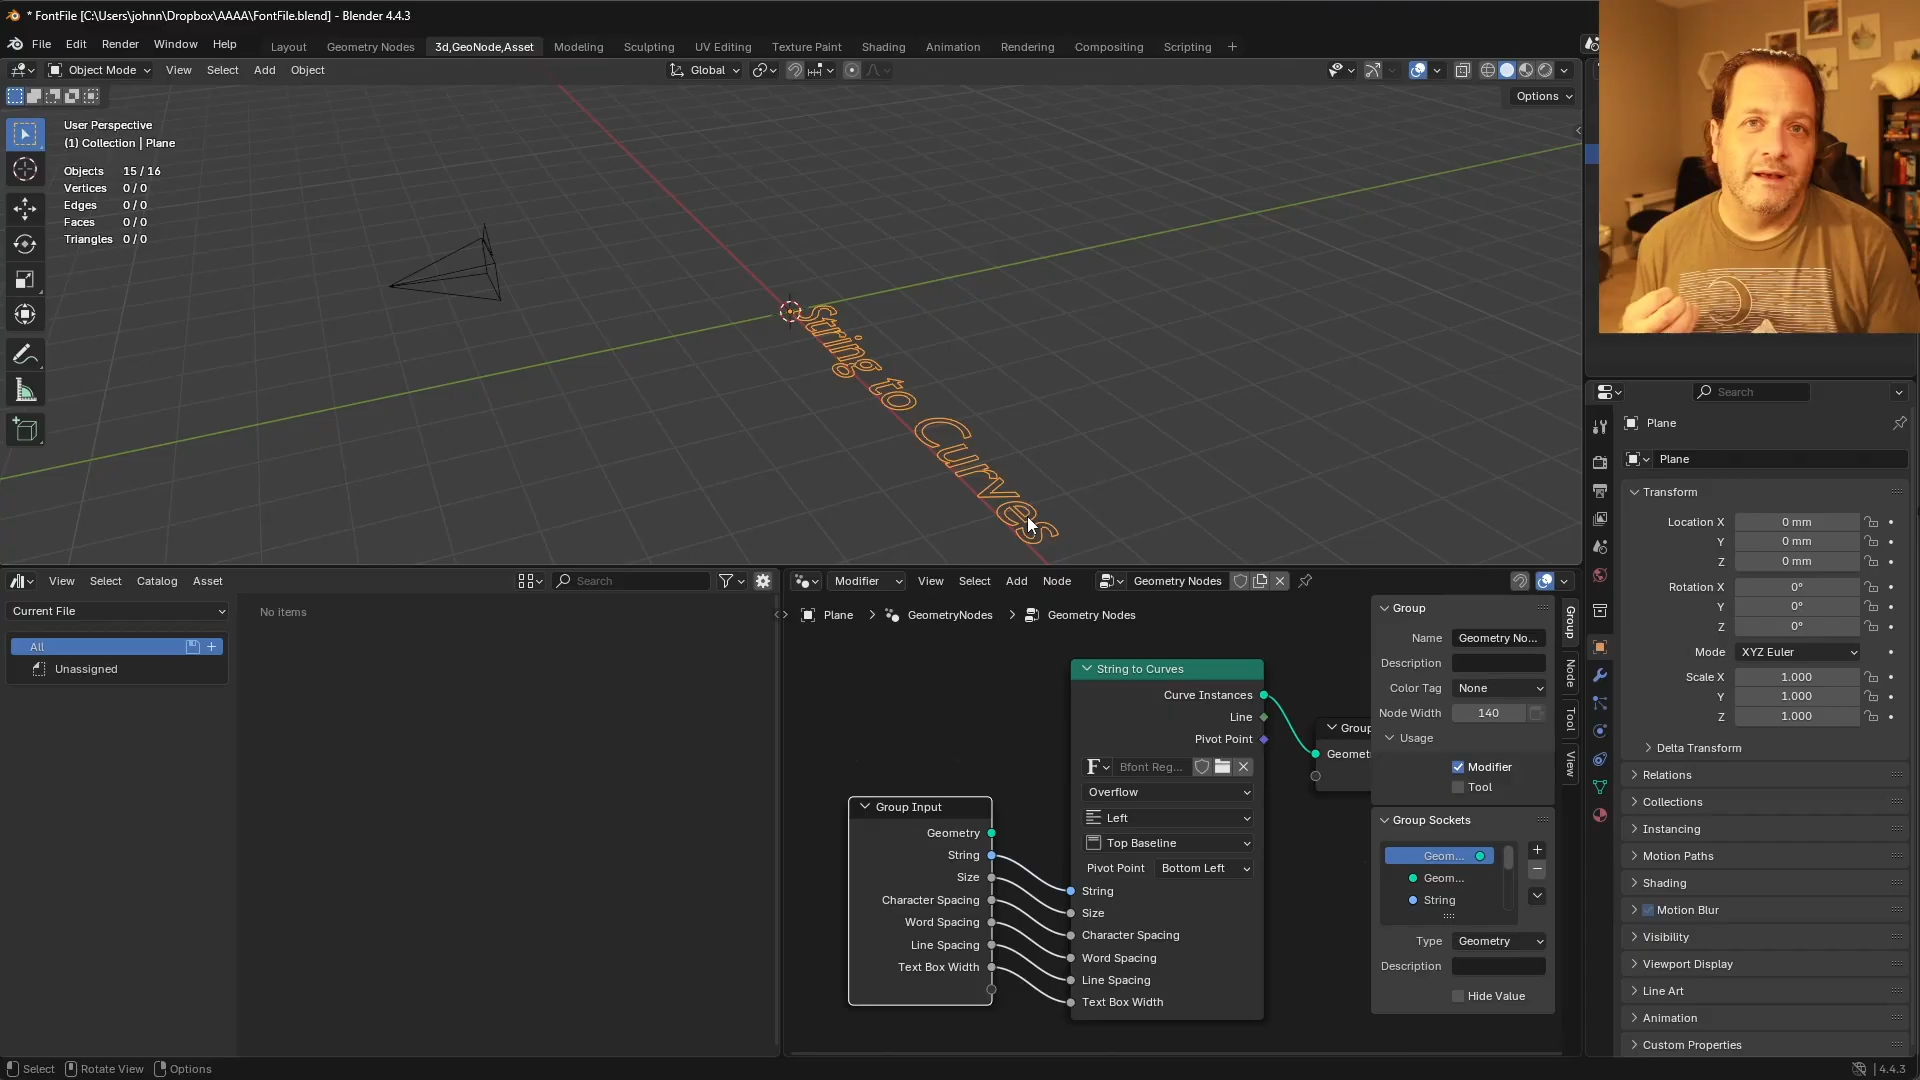 * FontFile [C:\Users\johnn\Dropbox\AAAA\FontFile.blend] - Blender 4.4.3
File Edit Render Window Help Layout Geometry Nodes 3d,GeoNode,Asset Modeling Sculpting UV Editing Texture Paint Shading Animation Rendering Compositing Scripting +
Object Mode View Select Add Object Global
Options
User Perspective
(1) Collection | Plane
Objects 15 / 16
Vertices 0 / 0
Edges 0 / 0
Faces 0 / 0
Triangles 0 / 0
String to Curves
View Select Catalog Asset Search
Current File
All
Unassigned
No items
Modifier View Select Add Node Geometry Nodes
Plane > GeometryNodes > Geometry Nodes
String to Curves
Curve Instances
Line
Pivot Point
F Bfont Reg...
Overflow
Left
Top Baseline
Pivot Point Bottom Left
String
Size
Character Spacing
Word Spacing
Line Spacing
Text Box Width
Group Input
Geometry
String
Size
Character Spacing
Word Spacing
Line Spacing
Text Box Width
Group
Geomet
Group
Name Geometry No...
Description
Color Tag None
Node Width 140
Usage
Modifier
Tool
Group Sockets
Geom...
Geom...
String
Type Geometry
Description
Hide Value
Group
Node
Tool
View
Search
Plane
Plane
Transform
Location X 0 mm
Y 0 mm
Z 0 mm
Rotation X 0°
Y 0°
Z 0°
Mode XYZ Euler
Scale X 1.000
Y 1.000
Z 1.000
Delta Transform
Relations
Collections
Instancing
Motion Paths
Shading
Motion Blur
Visibility
Viewport Display
Line Art
Animation
Custom Properties
Select Rotate View Options
4.4.3